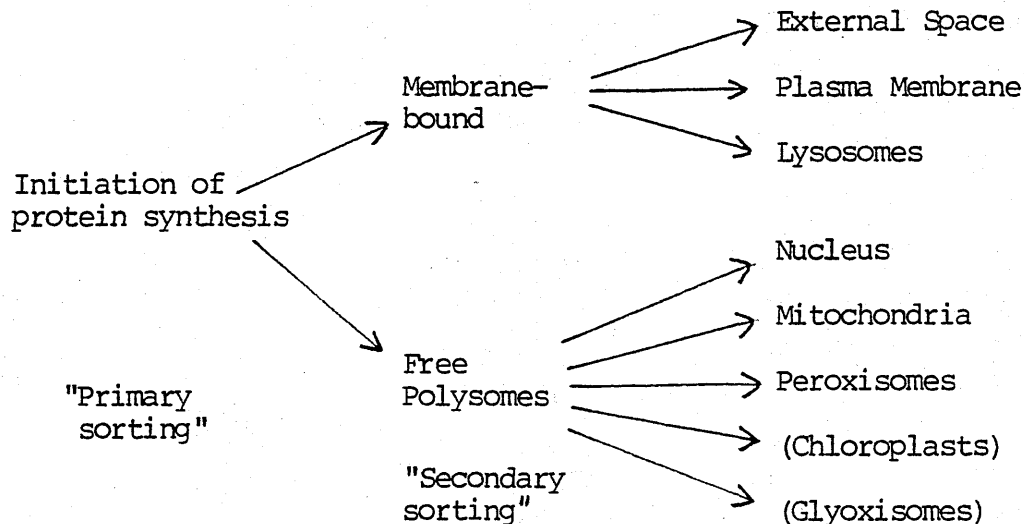 External Space
Membrane-
bound
Plasma Membrane
Lysosomes
Initiation of
protein synthesis
Nucleus
Mitochondria
Free
Polysomes
Peroxisomes
"Primary
sorting"
(Chloroplasts)
"Secondary
sorting"
(Glyoxisomes)